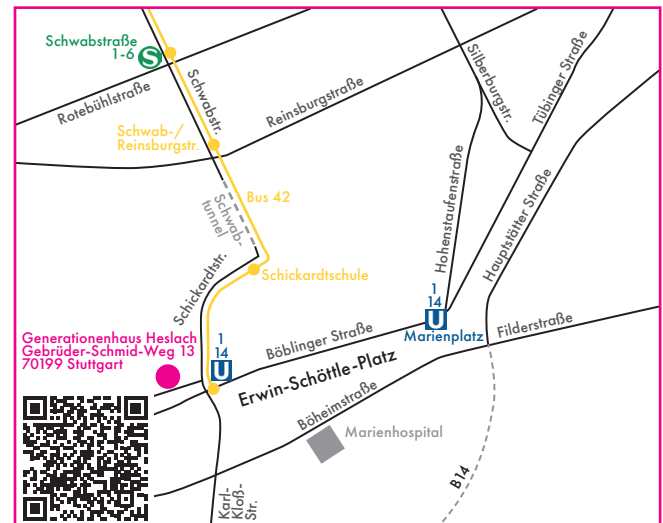 Schwabstraße
1-6
S
Rotebühlstraße
Schwabstr.
Reinsburgstraße
Silberburgstr.
Tübinger Straße
Schwab-/
Reinsburgstr.
Bus 42
Schwab-
tunnel
Hohenstaufenstraße
Hauptstätter Straße
Schickardtstr.
Schickardtschule
1
14
U
Marienplatz
Filderstraße
Generationenhaus Heslach
Gebrüder-Schmid-Weg 13
70199 Stuttgart
1
14
U
Böblinger Straße
Erwin-Schöttle-Platz
Böheimstraße
Marienhospital
B14
Karl-
Kloß-
Str.